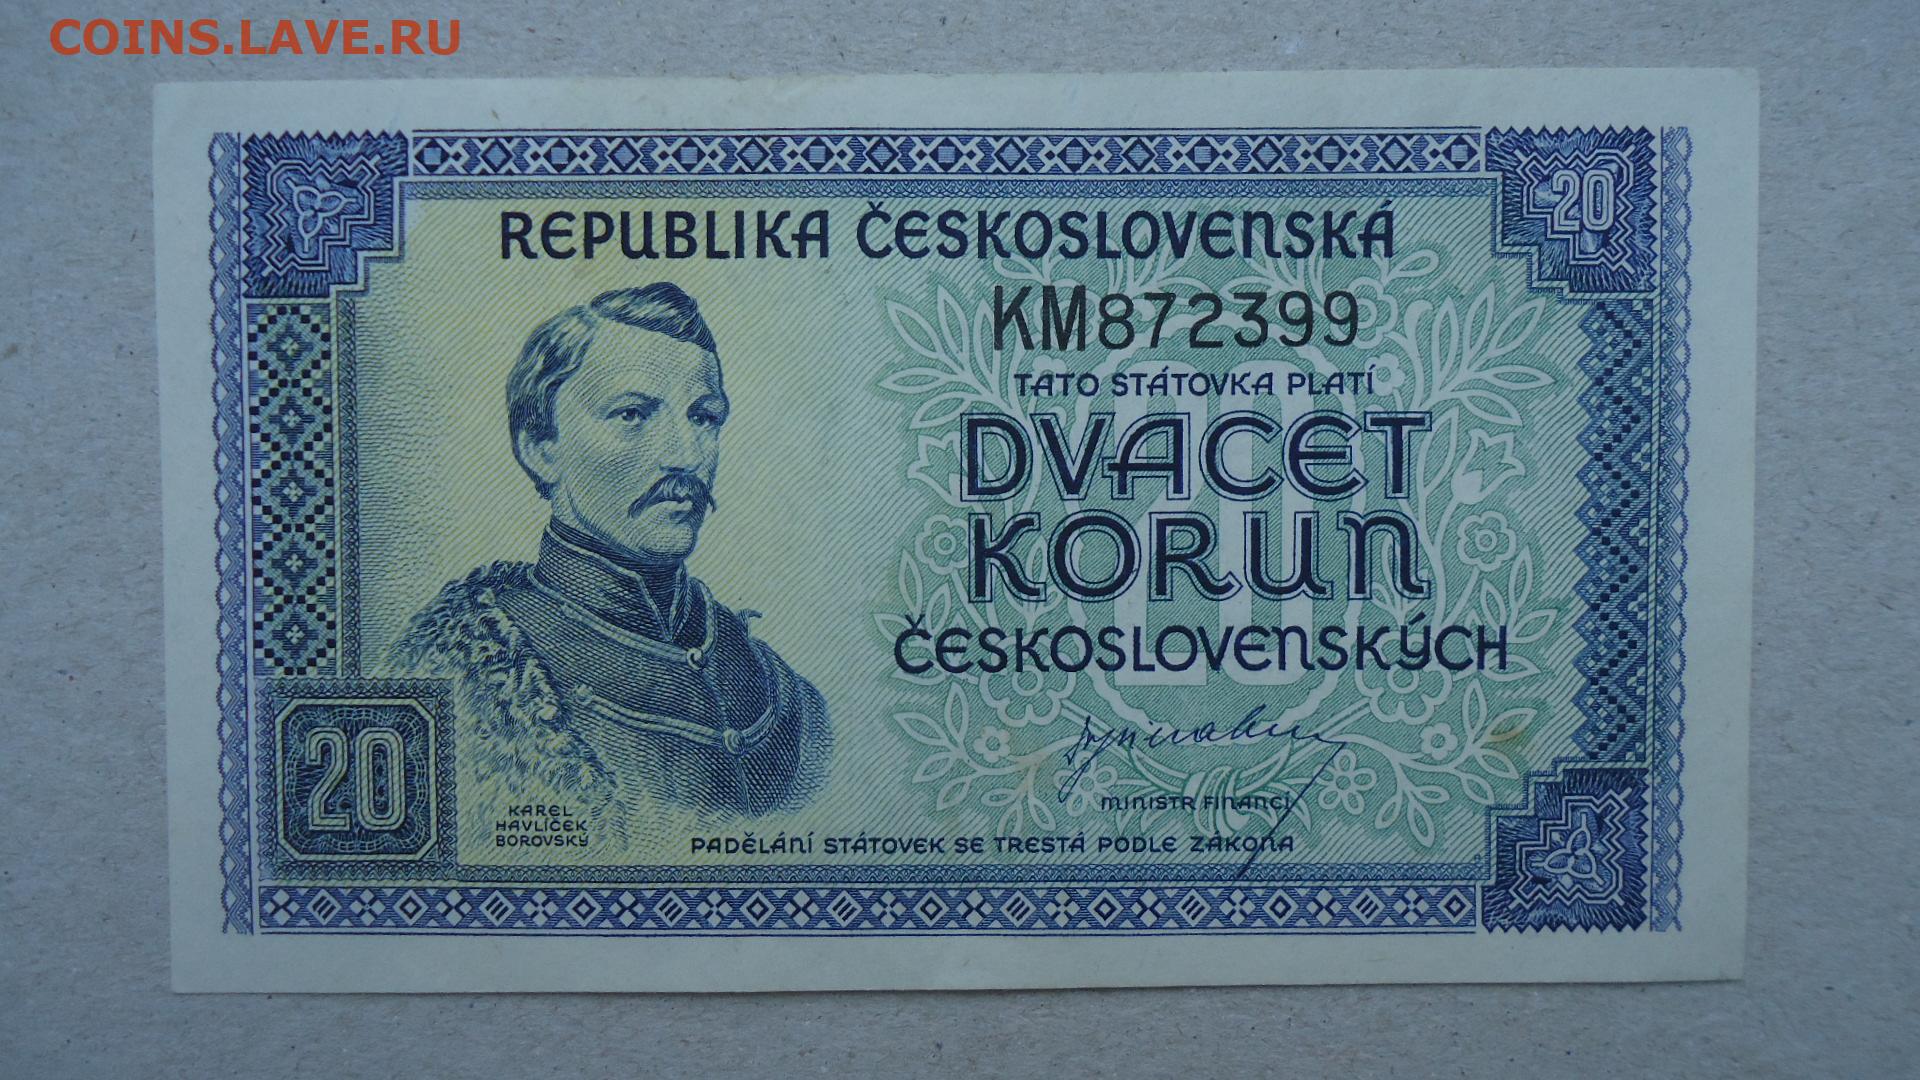 COINS.LAVE.RU
20
REPUBLIKA ČESKOSLOVENSKÁ
KM872399
TATO STÁTOVKA PLATÍ
DVACET
KORUN
ČESKOSLOVENSKÝCH
20
KAREL
HAVLÍČEK
BOROVSKÝ
MINISTR FINANCÍ
PADĚLÁNÍ STÁTOVEK SE TRESTÁ PODLE ZÁKONA
20